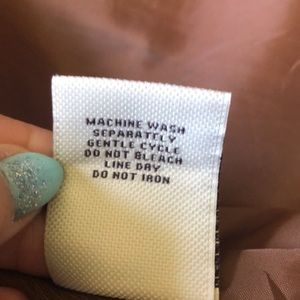 MACHINE WASH
SEPARATELY
GENTLE CYCLE
DO NOT BLEACH
LINE DRY
DO NOT IRON